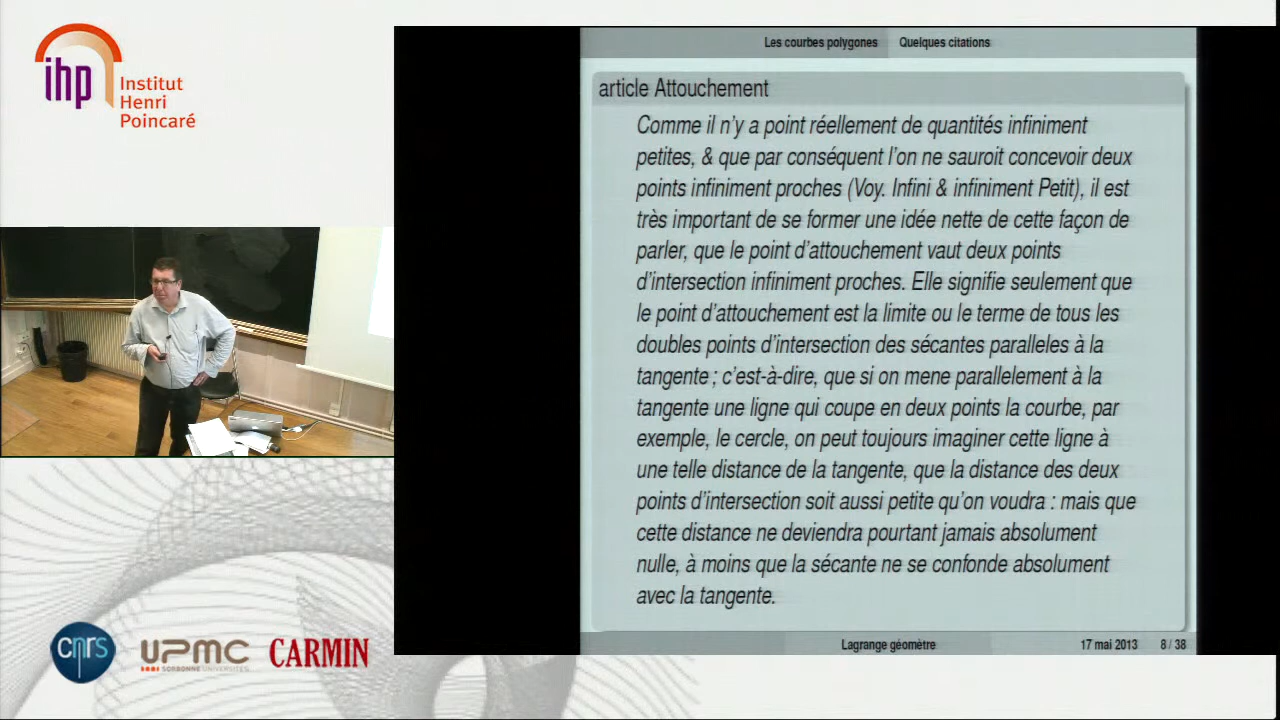 ihp
Institut
Henri
Poincaré
Les courbes polygones Quelques citations
article Attouchement
Comme il n'y a point réellement de quantités infiniment
petites, & que par conséquent l'on ne sauroit concevoir deux
points infiniment proches (Voy. Infini & infiniment Petit), il est
très important de se former une idée nette de cette façon de
parler, que le point d'attouchement vaut deux points
d'intersection infiniment proches. Elle signifie seulement que
le point d'attouchement est la limite ou le terme de tous les
doubles points d'intersection des sécantes paralleles à la
tangente ; c'est-à-dire, que si on mene parallelement à la
tangente une ligne qui coupe en deux points la courbe, par
exemple, le cercle, on peut toujours imaginer cette ligne à
une telle distance de la tangente, que la distance des deux
points d'intersection soit aussi petite qu'on voudra : mais que
cette distance ne deviendra pourtant jamais absolument
nulle, à moins que la sécante ne se confonde absolument
avec la tangente.
Lagrange géomètre 17 mai 2013 8 / 38
cnrs
UPMC
SORBONNE UNIVERSITÉS
CARMIN